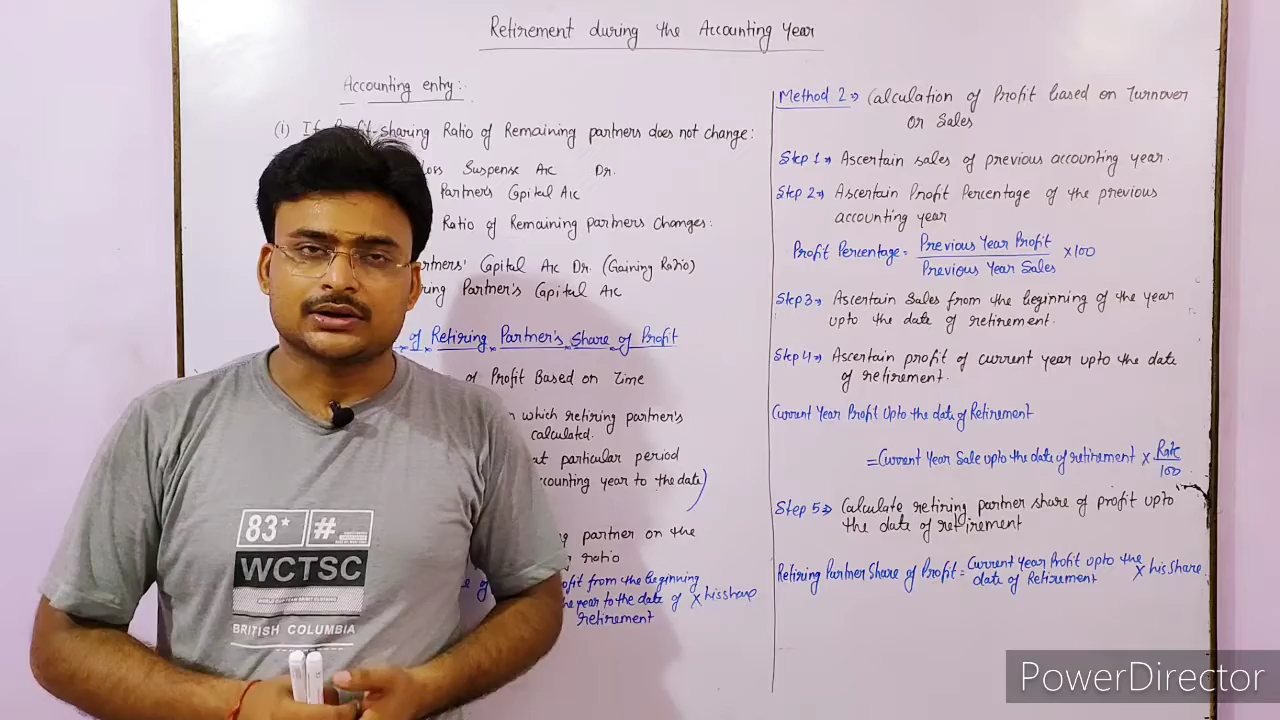 Retirement during the Accounting Year
Accounting entry:-
(i) If Profit-sharing Ratio of Remaining partners does not change:
Suspense A/c Dr.
Partner's Capital A/c
Ratio of Remaining partners Changes:
Capital A/c Dr. (Gaining Ratio)
Partner's Capital A/c
of Retiring Partner's Share of Profit
of Profit Based on Time
which retiring partner's
calculated.
particular period
year to the date)
partner on the
ratio
of from the beginning
year to the date of × his share
retirement
Method 2→ Calculation of Profit based on Turnover
Or Sales
Step 1→ Ascertain sales of previous accounting year.
Step 2→ Ascertain Profit Percentage of the previous
accounting year
Profit Percentage = Previous Year Profit / Previous Year Sales ×100
Step 3→ Ascertain Sales from the beginning of the year
upto the date of retirement.
Step 4→ Ascertain profit of current year upto the date
of retirement.
Current Year Profit Upto the date of Retirement
= Current Year Sale upto the date of retirement × Rate / 100
Step 5→ Calculate retiring partner share of profit upto
the date of retirement
Retiring Partner Share of Profit = Current Year Profit upto the
date of Retirement × his Share
83* #
WCTSC
BRITISH COLUMBIA
PowerDirector